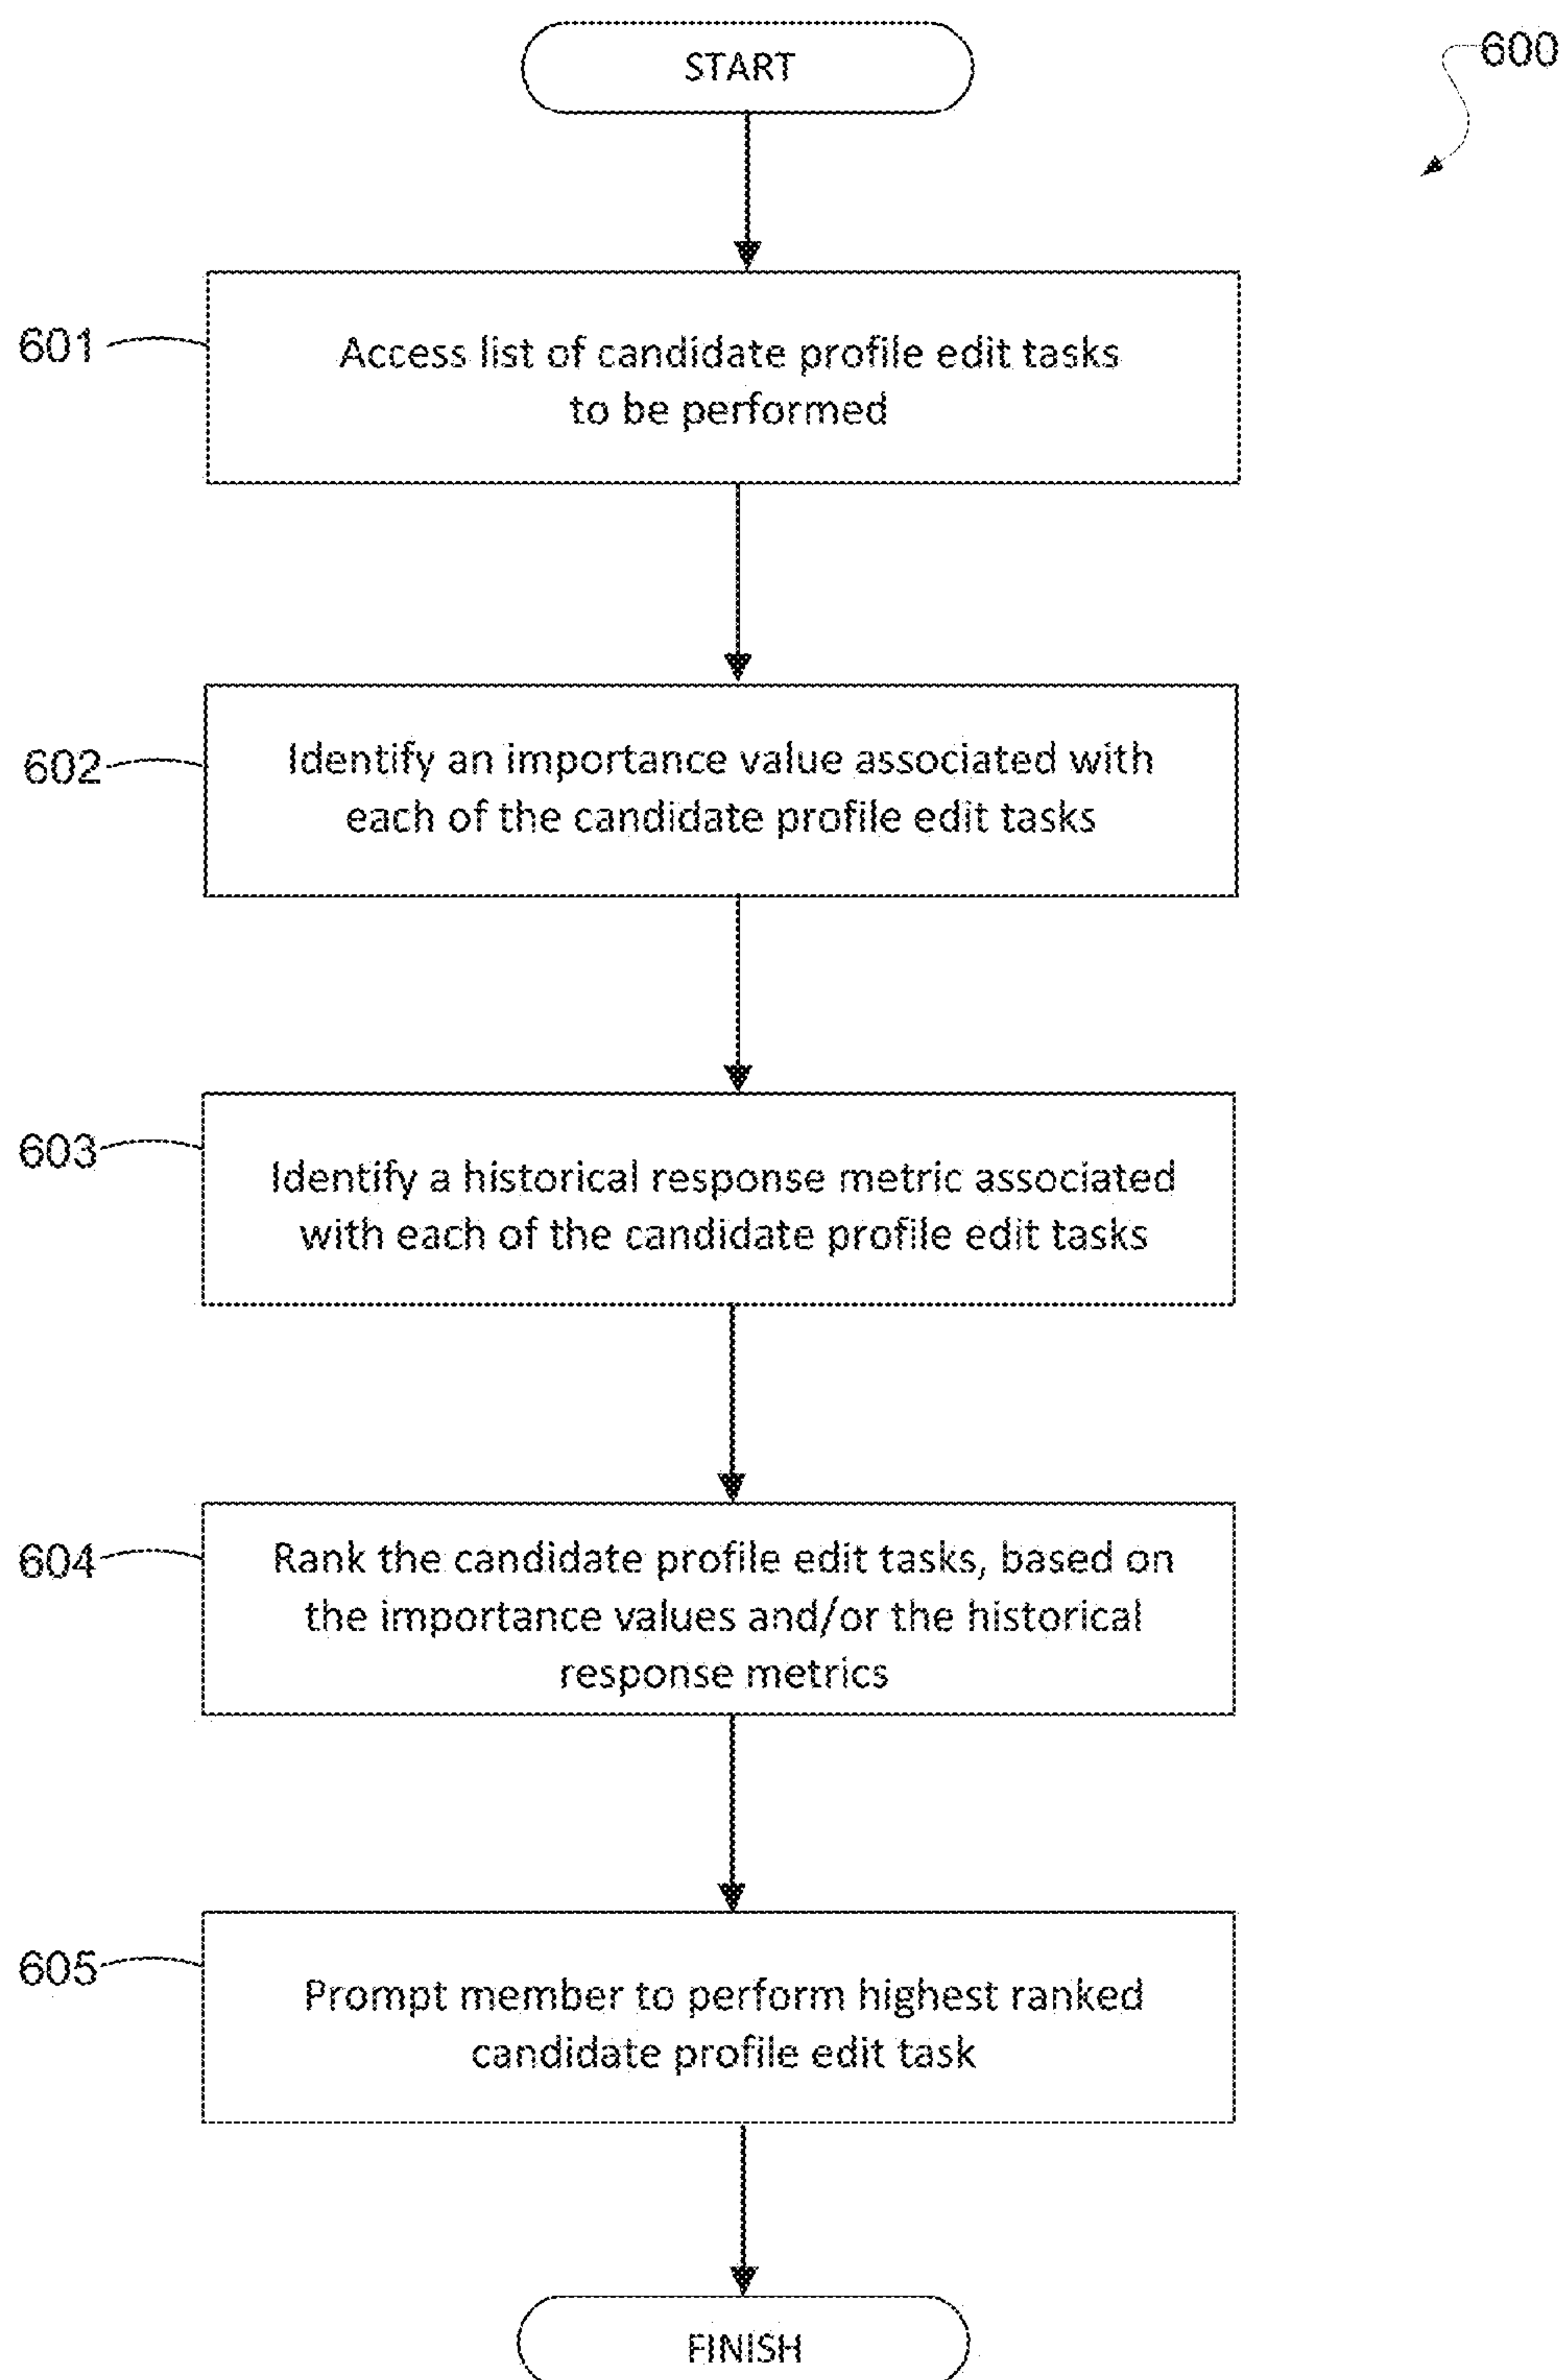 START
600
601
Access list of candidate profile edit tasks
to be performed
602
Identify an importance value associated with
each of the candidate profile edit tasks
603
Identify a historical response metric associated
with each of the candidate profile edit tasks
604
Rank the candidate profile edit tasks, based on
the importance values and/or the historical
response metrics
605
Prompt member to perform highest ranked
candidate profile edit task
FINISH